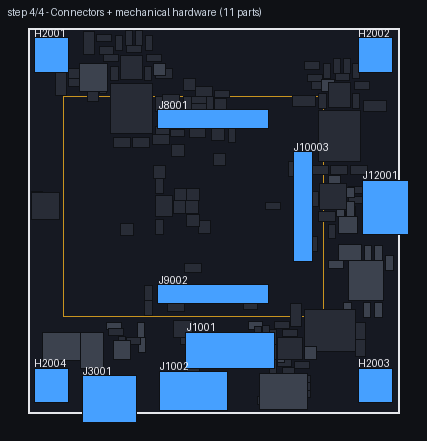 step 4/4 - Connectors + mechanical hardware (11 parts)
H2001
H2002
J8001
J10003
J12001
J9002
J1001
H2004
J3001
J1002
H2003